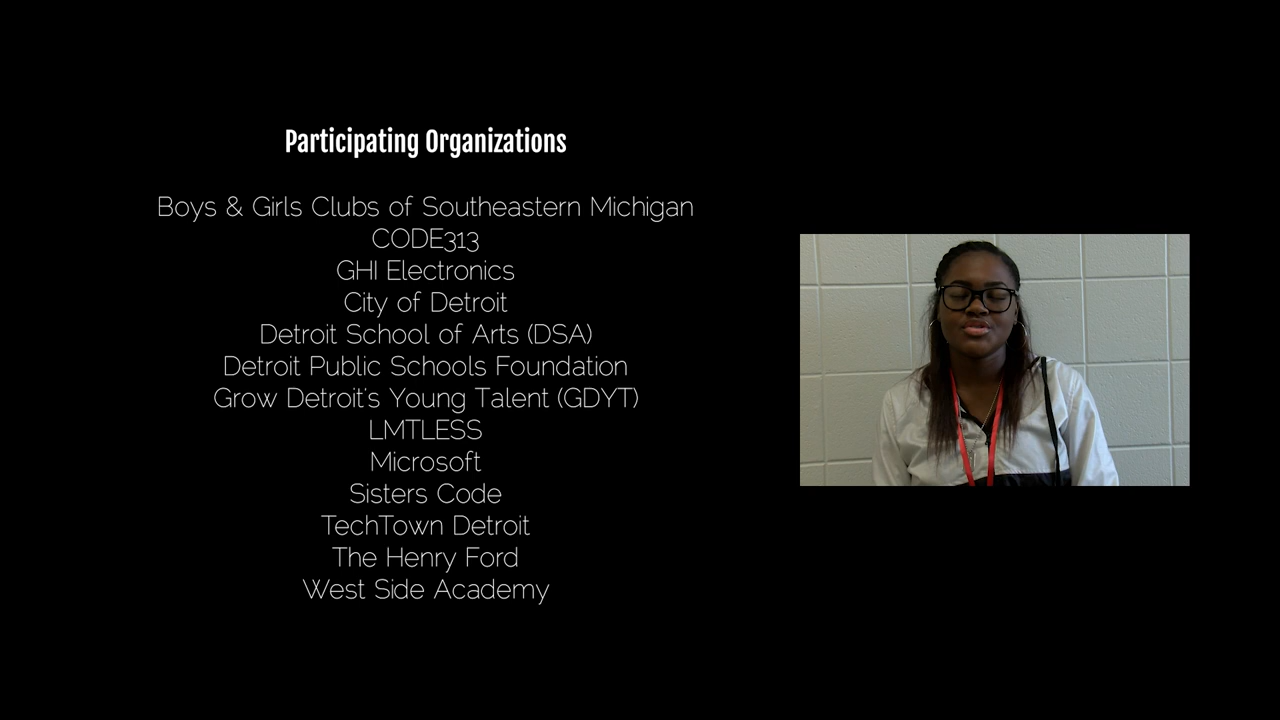 Participating Organizations
Boys & Girls Clubs of Southeastern Michigan
CODE313
GHI Electronics
City of Detroit
Detroit School of Arts (DSA)
Detroit Public Schools Foundation
Grow Detroit's Young Talent (GDYT)
LMTLESS
Microsoft
Sisters Code
TechTown Detroit
The Henry Ford
West Side Academy